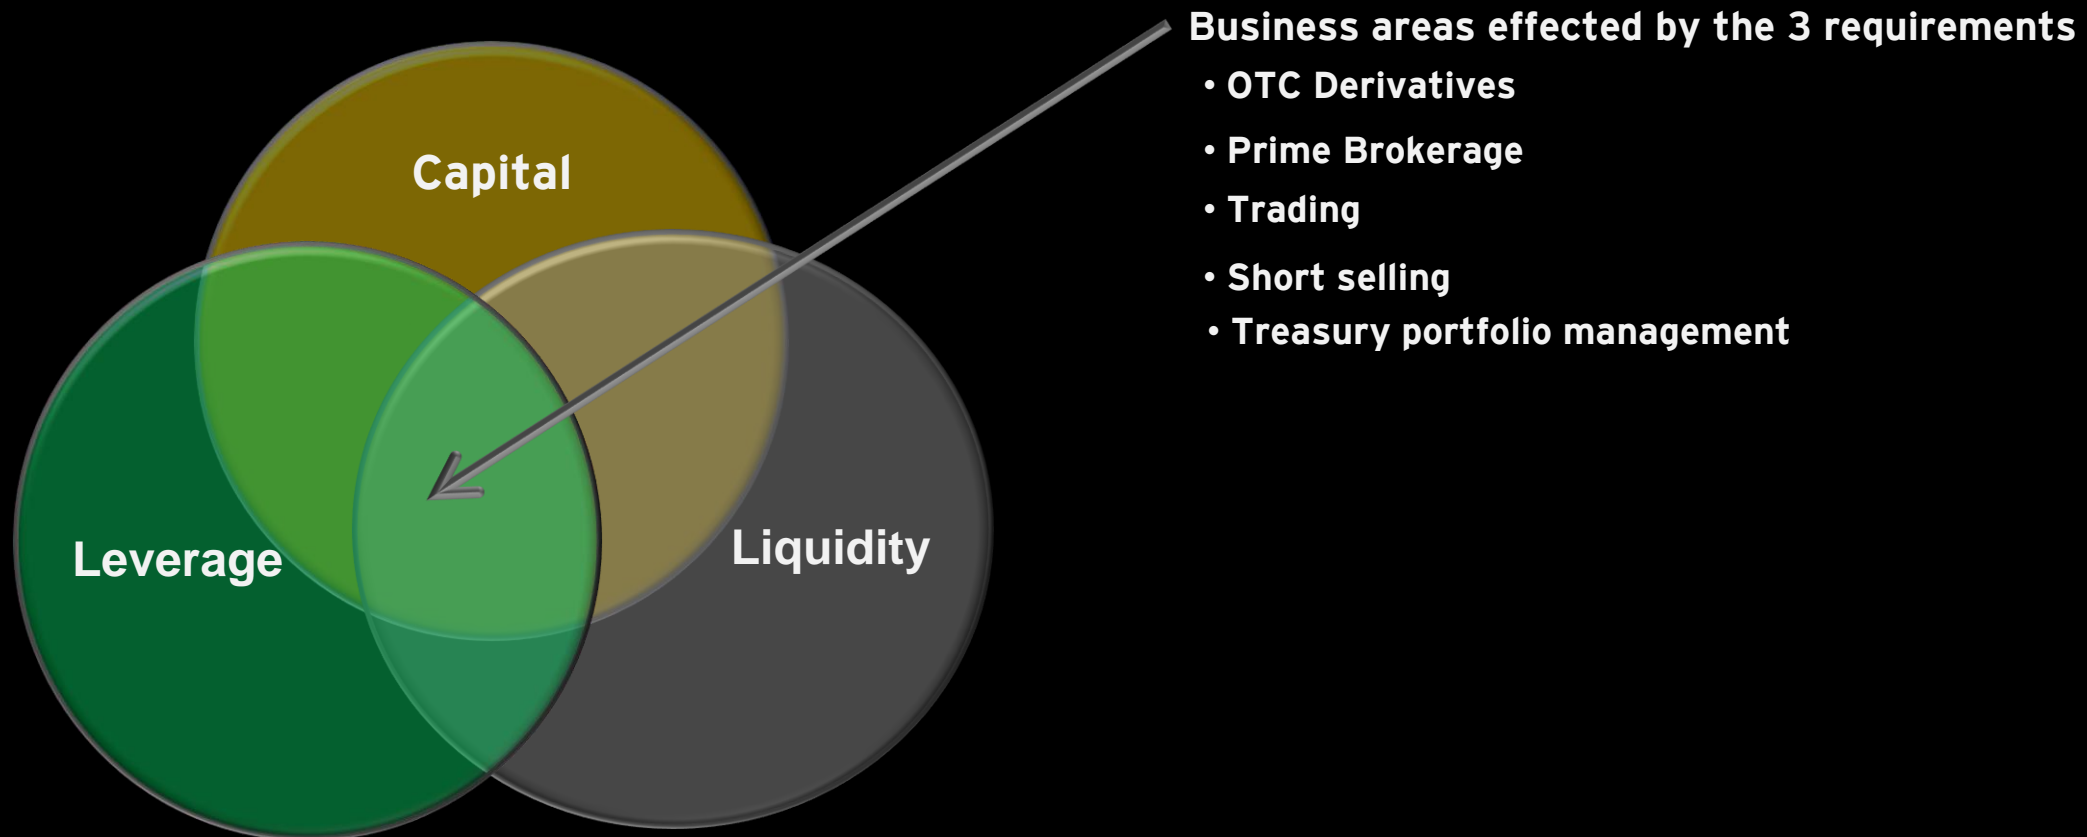 Business areas effected by the 3 requirements
• OTC Derivatives
• Prime Brokerage
• Trading
• Short selling
• Treasury portfolio management
Capital
Leverage
Liquidity